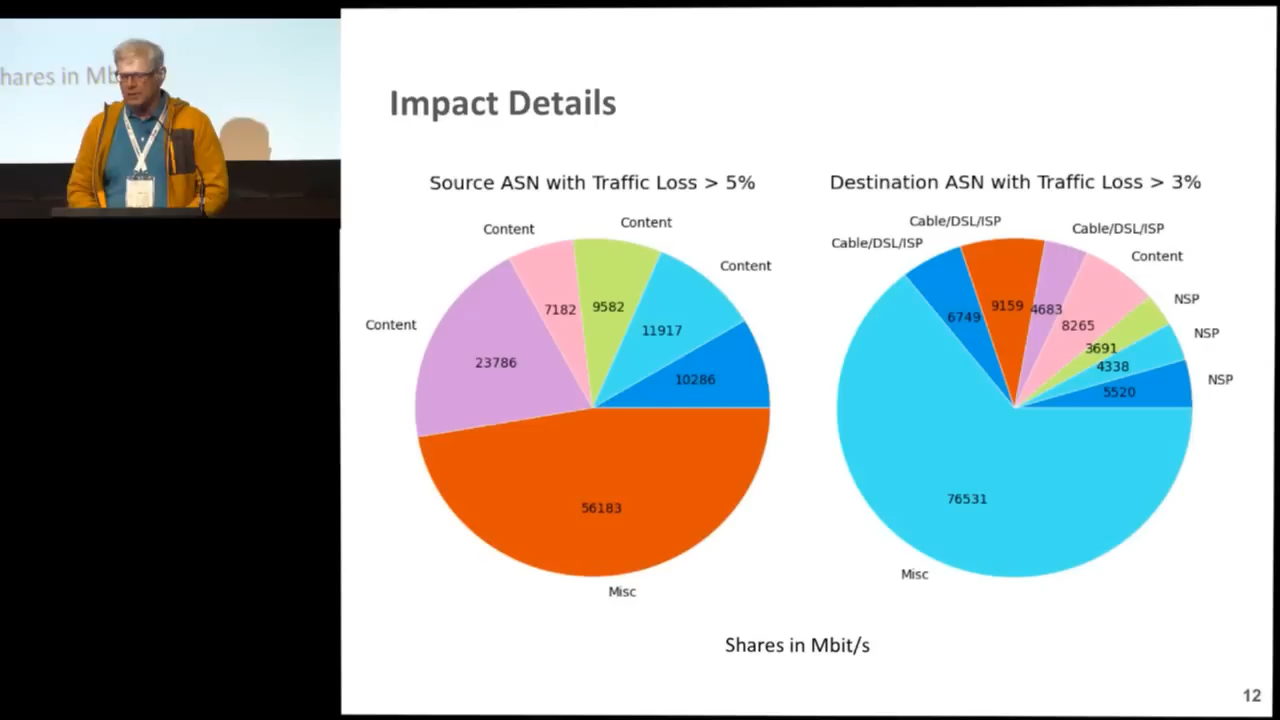 hares in Mb
Impact Details
Source ASN with Traffic Loss > 5%
Content
Content
Content
Content
7182
9582
11917
23786
10286
56183
Misc
Destination ASN with Traffic Loss > 3%
Cable/DSL/ISP
Cable/DSL/ISP
Cable/DSL/ISP
Content
NSP
NSP
NSP
6749
9159
4683
8265
3691
4338
5520
76531
Misc
Shares in Mbit/s
12